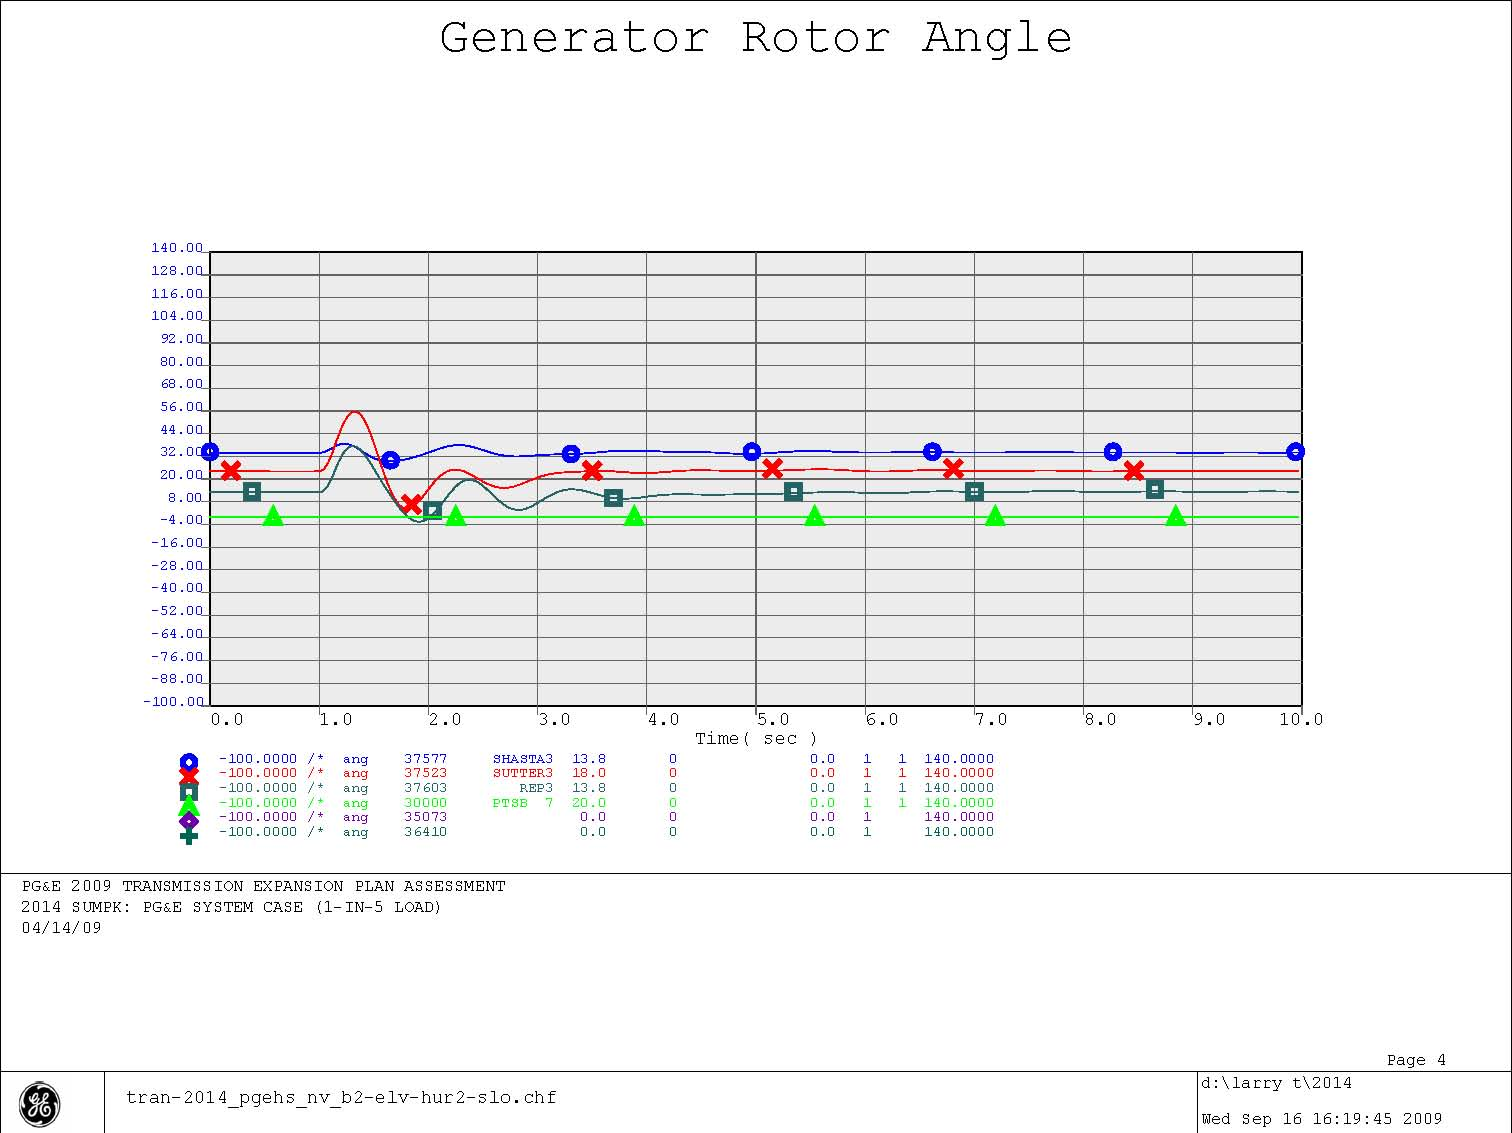 Generator Rotor Angle
140.00
128.00
116.00
104.00
92.00
80.00
68.00
56.00
44.00
32.00
20.00
8.00
-4.00
-16.00
-28.00
-40.00
-52.00
-64.00
-76.00
-88.00
-100.00
0.0 1.0 2.0 3.0 4.0 5.0 6.0 7.0 8.0 9.0 10.0
Time( sec )
-100.0000 /* ang 37577 SHASTA3 13.8 0 0.0 1 1 140.0000
-100.0000 /* ang 37523 SUTTER3 18.0 0 0.0 1 1 140.0000
-100.0000 /* ang 37603 REP3 13.8 0 0.0 1 1 140.0000
-100.0000 /* ang 30000 PTSB 7 20.0 0 0.0 1 1 140.0000
-100.0000 /* ang 35073 0.0 0 0.0 1 140.0000
-100.0000 /* ang 36410 0.0 0 0.0 1 140.0000
PG&E 2009 TRANSMISSION EXPANSION PLAN ASSESSMENT
2014 SUMPK: PG&E SYSTEM CASE (1-IN-5 LOAD)
04/14/09
Page 4
GE
tran-2014_pgehs_nv_b2-elv-hur2-slo.chf
d:\larry t\2014
Wed Sep 16 16:19:45 2009